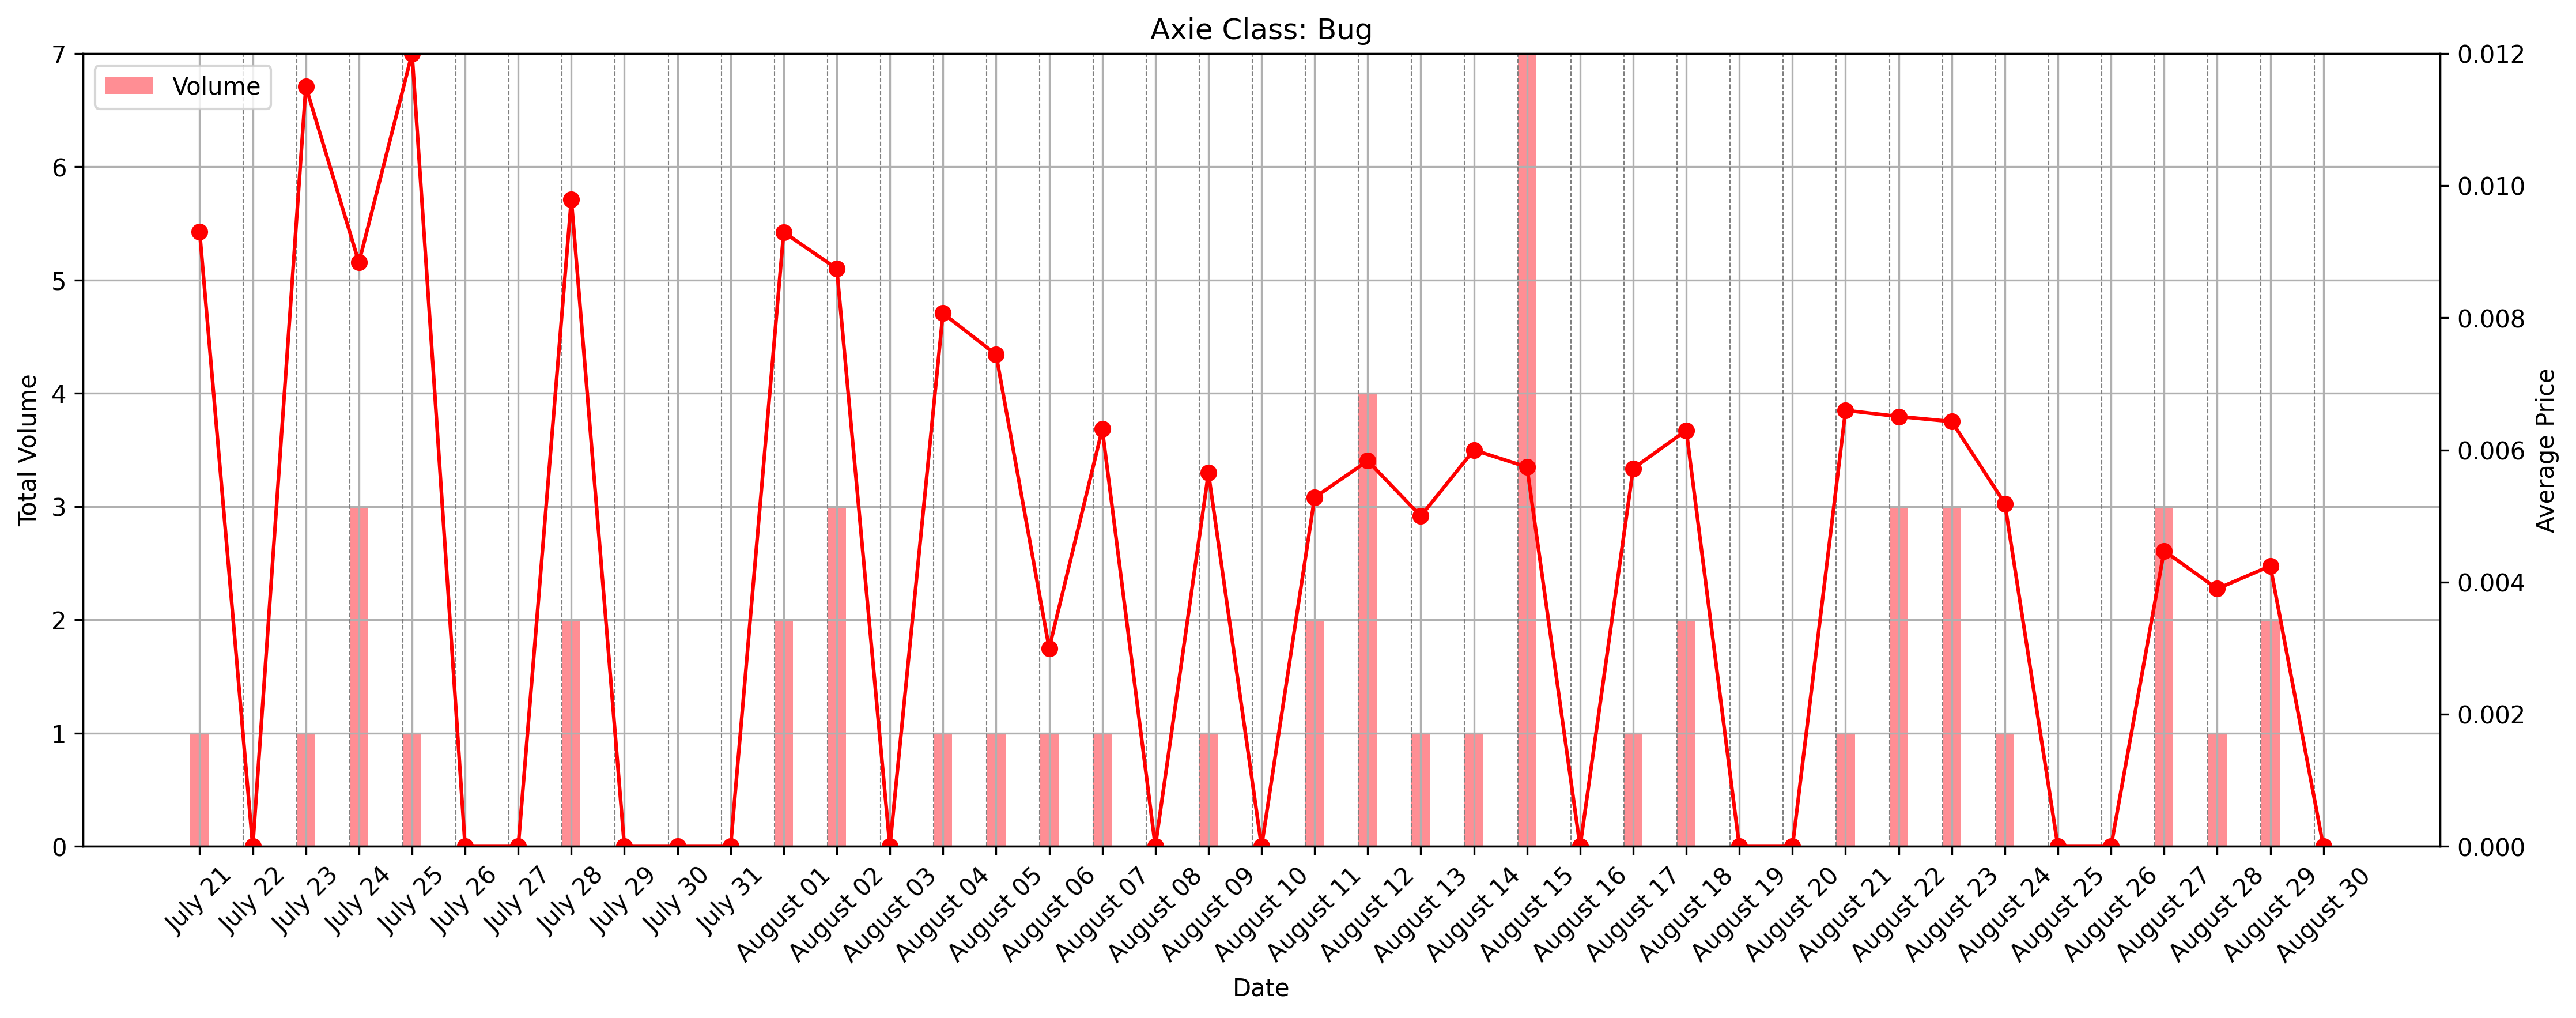 Axie Class: Bug
Volume
Total Volume
7
6
5
4
3
2
1
0
0.012
0.010
0.008
0.006
0.004
0.002
0.000
Average Price
July 21
July 22
July 23
July 24
July 25
July 26
July 27
July 28
July 29
July 30
July 31
August 01
August 02
August 03
August 04
August 05
August 06
August 07
August 08
August 09
August 10
August 11
August 12
August 13
August 14
August 15
August 16
August 17
August 18
August 19
August 20
August 21
August 22
August 23
August 24
August 25
August 26
August 27
August 28
August 29
August 30
Date